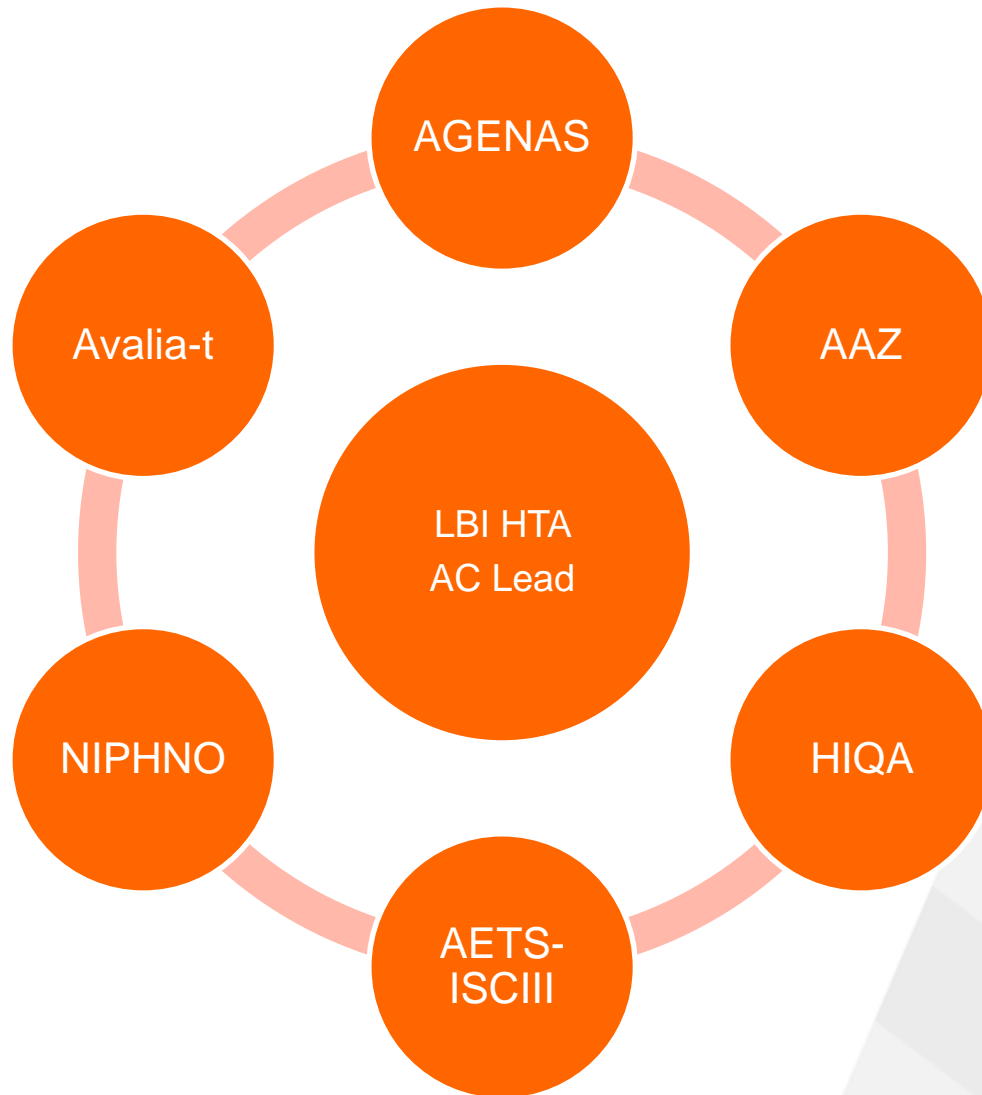 AGENAS
Avalia-t
AAZ
LBI HTA
AC Lead
NIPHNO
HIQA
AETS-
ISCIII